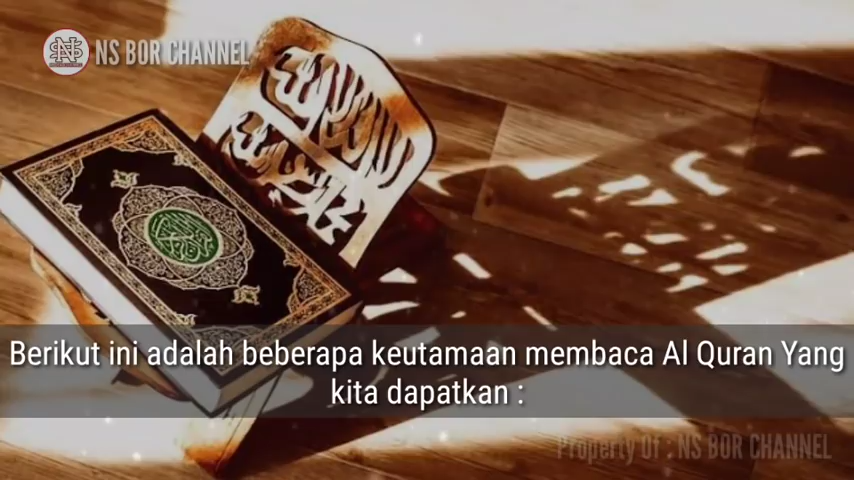 NS BOR CHANNEL
Berikut ini adalah beberapa keutamaan membaca Al Quran Yang
kita dapatkan :
Property Of : NS BOR CHANNEL